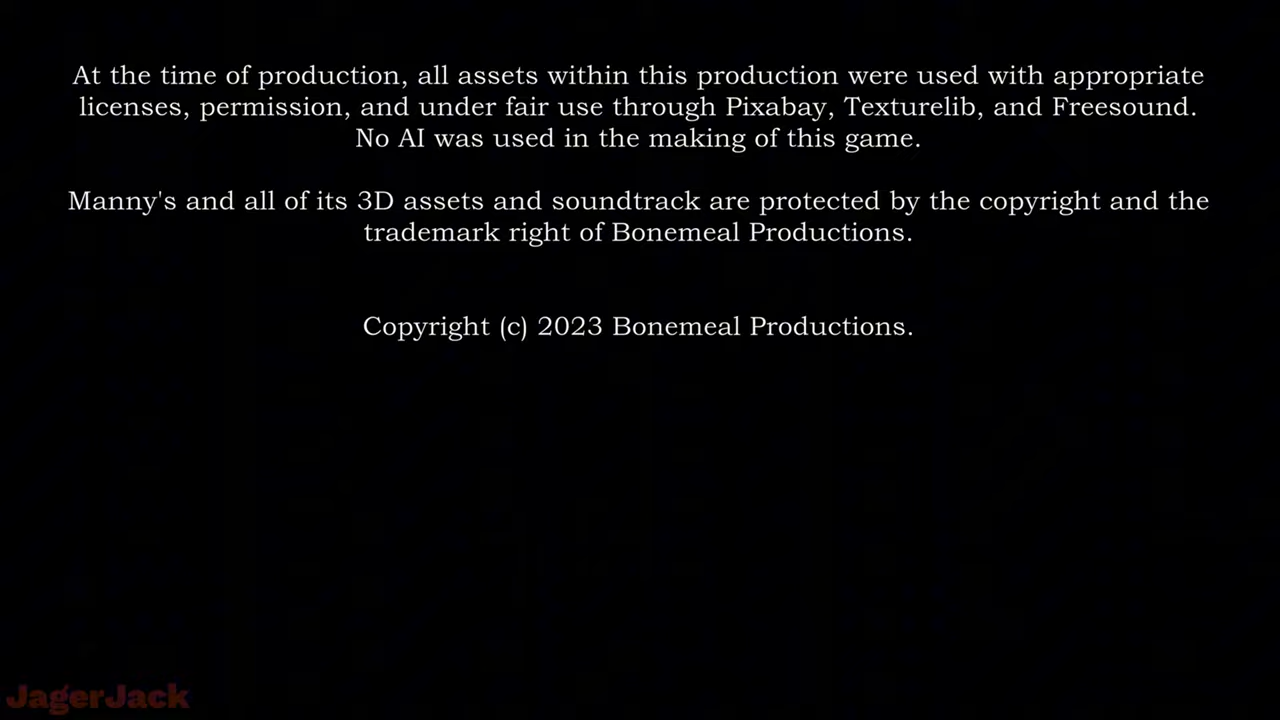 At the time of production, all assets within this production were used with appropriate
licenses, permission, and under fair use through Pixabay, Texturelib, and Freesound.
No AI was used in the making of this game.
Manny's and all of its 3D assets and soundtrack are protected by the copyright and the
trademark right of Bonemeal Productions.
Copyright (c) 2023 Bonemeal Productions.
JagerJack